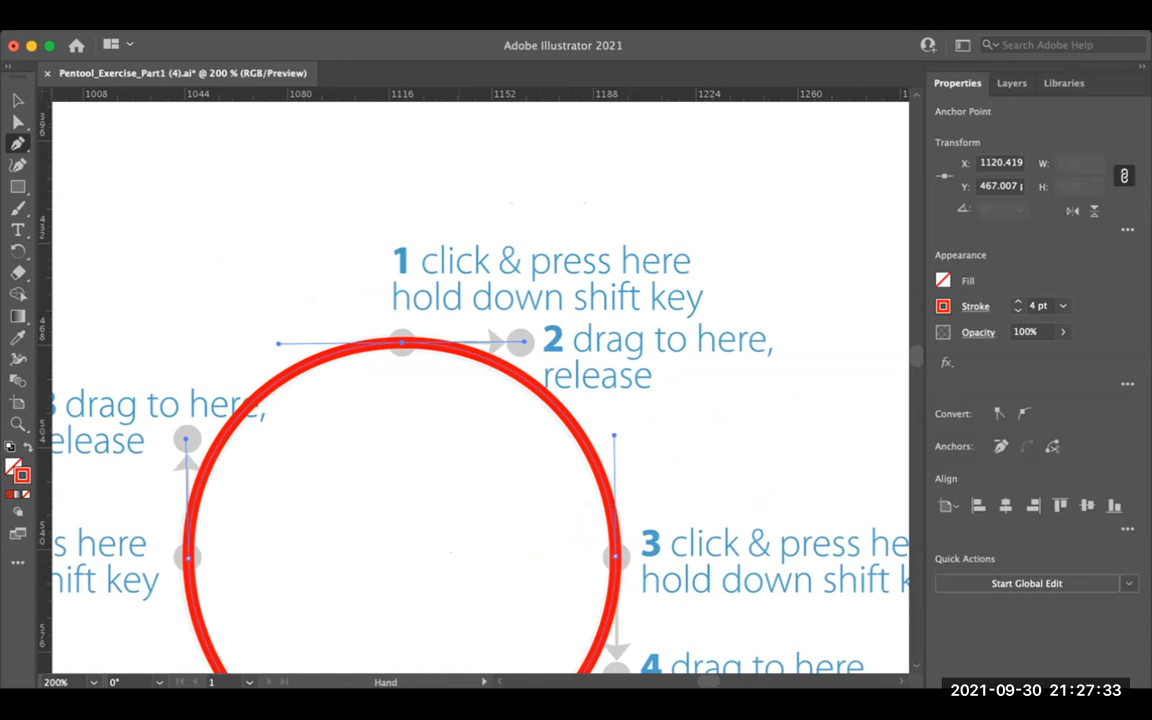 Adobe Illustrator 2021
Search Adobe Help
Pentool_Exercise_Part1 (4).ai* @ 200 % (RGB/Preview)
1008 1044 1080 1116 1152 1188 1224 1260
1 click & press here
hold down shift key
2 drag to here,
release
drag to here,
elease
s here
hift key
3 click & press he
hold down shift k
4 drag to here
Properties Layers Libraries
Anchor Point
Transform
X: 1120.419 W:
Y: 467.007 H:
Appearance
Fill
Stroke 4 pt
Opacity 100%
fx.
Convert:
Anchors:
Align
Quick Actions
Start Global Edit
200% 0° 1 Hand
2021-09-30 21:27:33